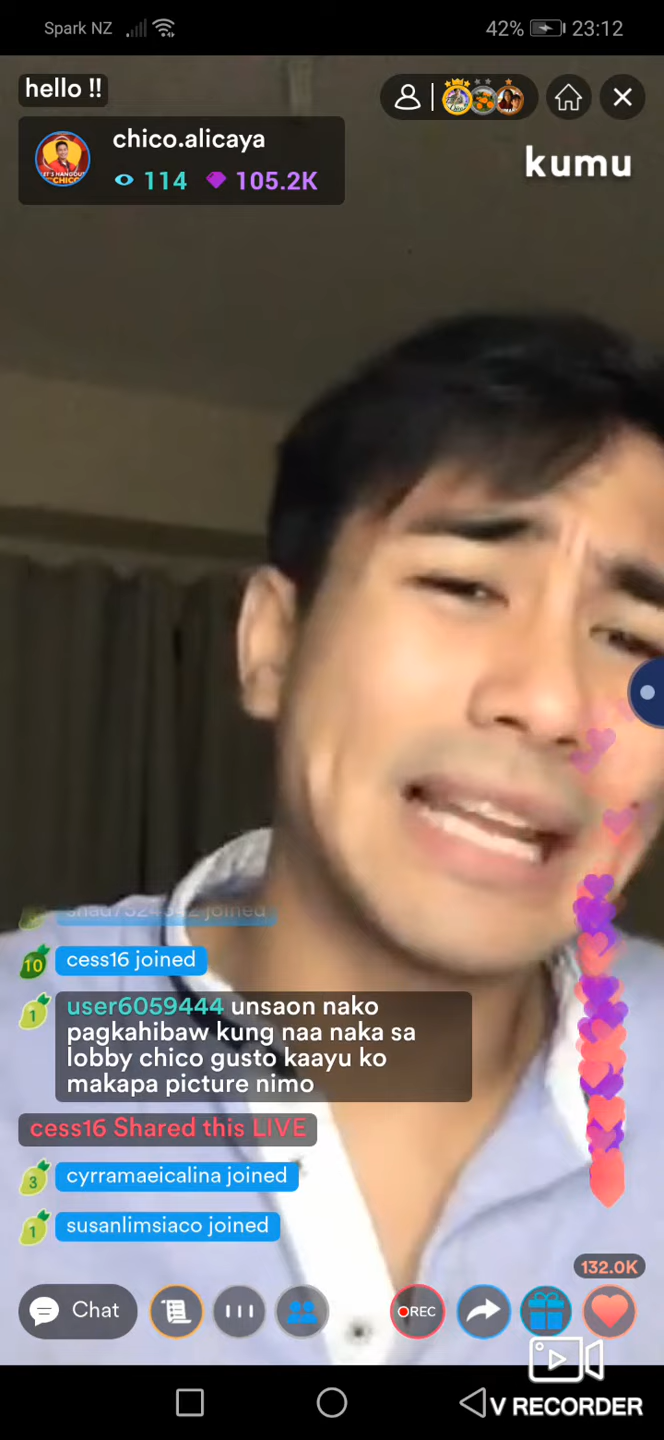 Spark NZ
42% 23:12
hello !!
chico.alicaya
114 105.2K
kumu
cess16 joined
10
user6059444 unsaon nako
1
pagkahibaw kung naa naka sa
lobby chico gusto kaayu ko
makapa picture nimo
cess16 Shared this LIVE
cyrramaeicalina joined
3
susanlimsiaco joined
1
132.0K
Chat
REC
V RECORDER